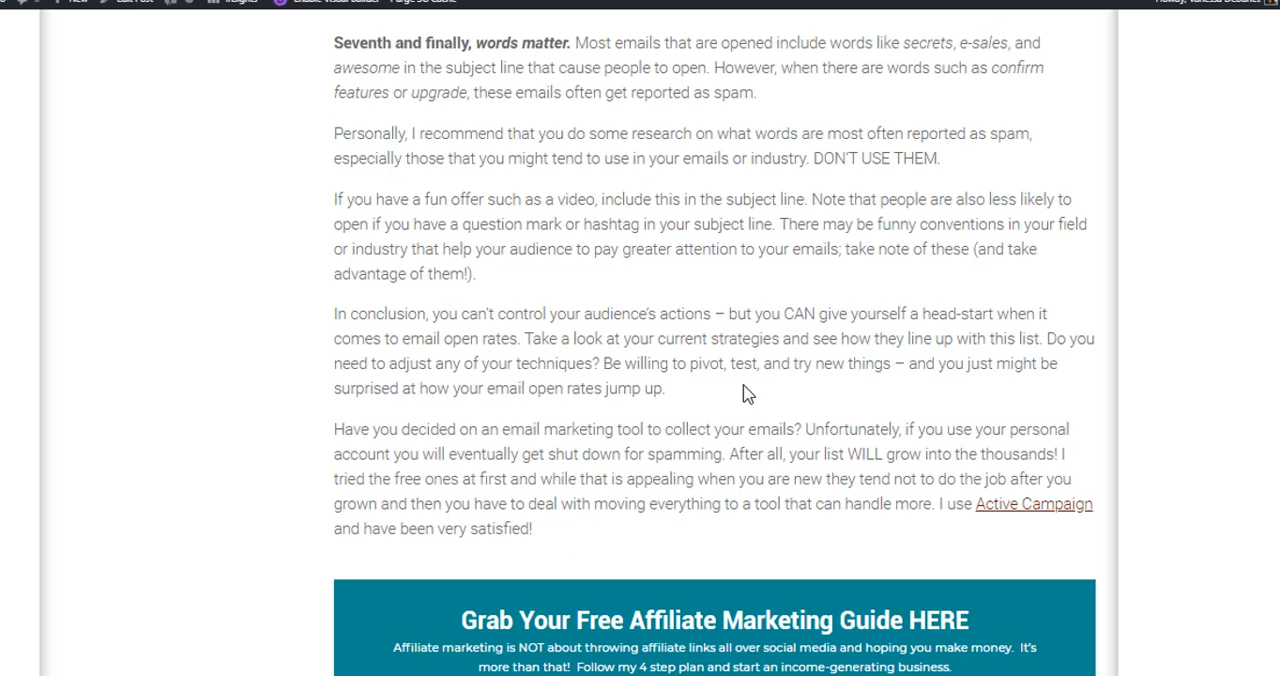 New Edit Post Insights Enable Visual Builder Purge SG Cache Howdy, Vanessa
Seventh and finally, words matter. Most emails that are opened include words like secrets, e-sales, and
awesome in the subject line that cause people to open. However, when there are words such as confirm
features or upgrade, these emails often get reported as spam.
Personally, I recommend that you do some research on what words are most often reported as spam,
especially those that you might tend to use in your emails or industry. DON'T USE THEM.
If you have a fun offer such as a video, include this in the subject line. Note that people are also less likely to
open if you have a question mark or hashtag in your subject line. There may be funny conventions in your field
or industry that help your audience to pay greater attention to your emails; take note of these (and take
advantage of them!).
In conclusion, you can't control your audience's actions – but you CAN give yourself a head-start when it
comes to email open rates. Take a look at your current strategies and see how they line up with this list. Do you
need to adjust any of your techniques? Be willing to pivot, test, and try new things – and you just might be
surprised at how your email open rates jump up.
Have you decided on an email marketing tool to collect your emails? Unfortunately, if you use your personal
account you will eventually get shut down for spamming. After all, your list WILL grow into the thousands! I
tried the free ones at first and while that is appealing when you are new they tend not to do the job after you
grown and then you have to deal with moving everything to a tool that can handle more. I use Active Campaign
and have been very satisfied!
Grab Your Free Affiliate Marketing Guide HERE
Affiliate marketing is NOT about throwing affiliate links all over social media and hoping you make money. It's
more than that! Follow my 4 step plan and start an income-generating business.